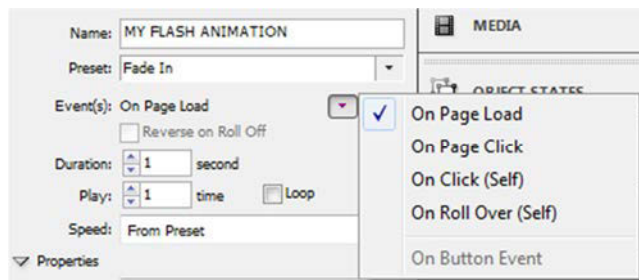 Name: MY FLASH ANIMATION
MEDIA
Preset: Fade In
OBJECT STATES
Event(s): On Page Load
On Page Load
Reverse on Roll Off
On Page Click
Duration: 1 second
On Click (Self)
Play: 1 time Loop
On Roll Over (Self)
Speed: From Preset
On Button Event
Properties